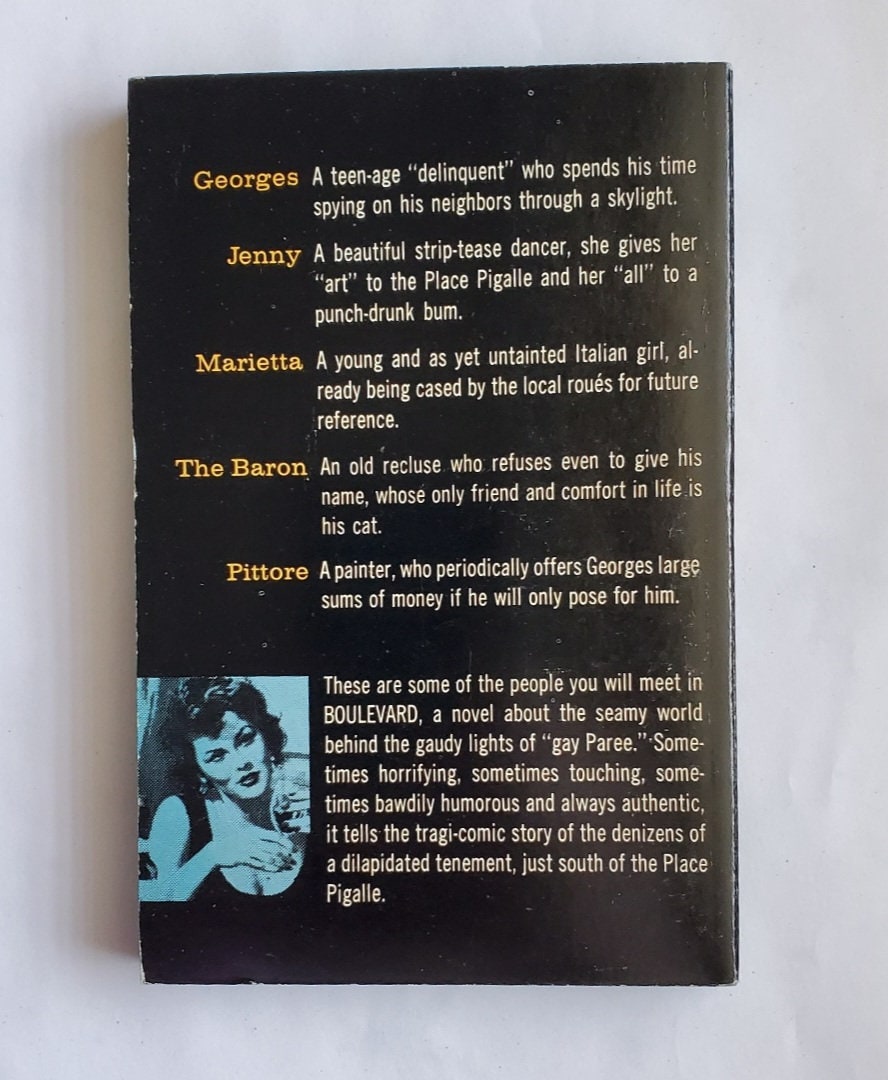 Georges A teen-age “delinquent” who spends his time
spying on his neighbors through a skylight.
Jenny A beautiful strip-tease dancer, she gives her
“art” to the Place Pigalle and her “all” to a
punch-drunk bum.
Marietta A young and as yet untainted Italian girl, al-
ready being cased by the local roués for future
reference.
The Baron An old recluse who refuses even to give his
name, whose only friend and comfort in life is
his cat.
Pittore A painter, who periodically offers Georges large
sums of money if he will only pose for him.
These are some of the people you will meet in
BOULEVARD, a novel about the seamy world
behind the gaudy lights of “gay Paree.” Some-
times horrifying, sometimes touching, some-
times bawdily humorous and always authentic,
it tells the tragi-comic story of the denizens of
a dilapidated tenement, just south of the Place
Pigalle.